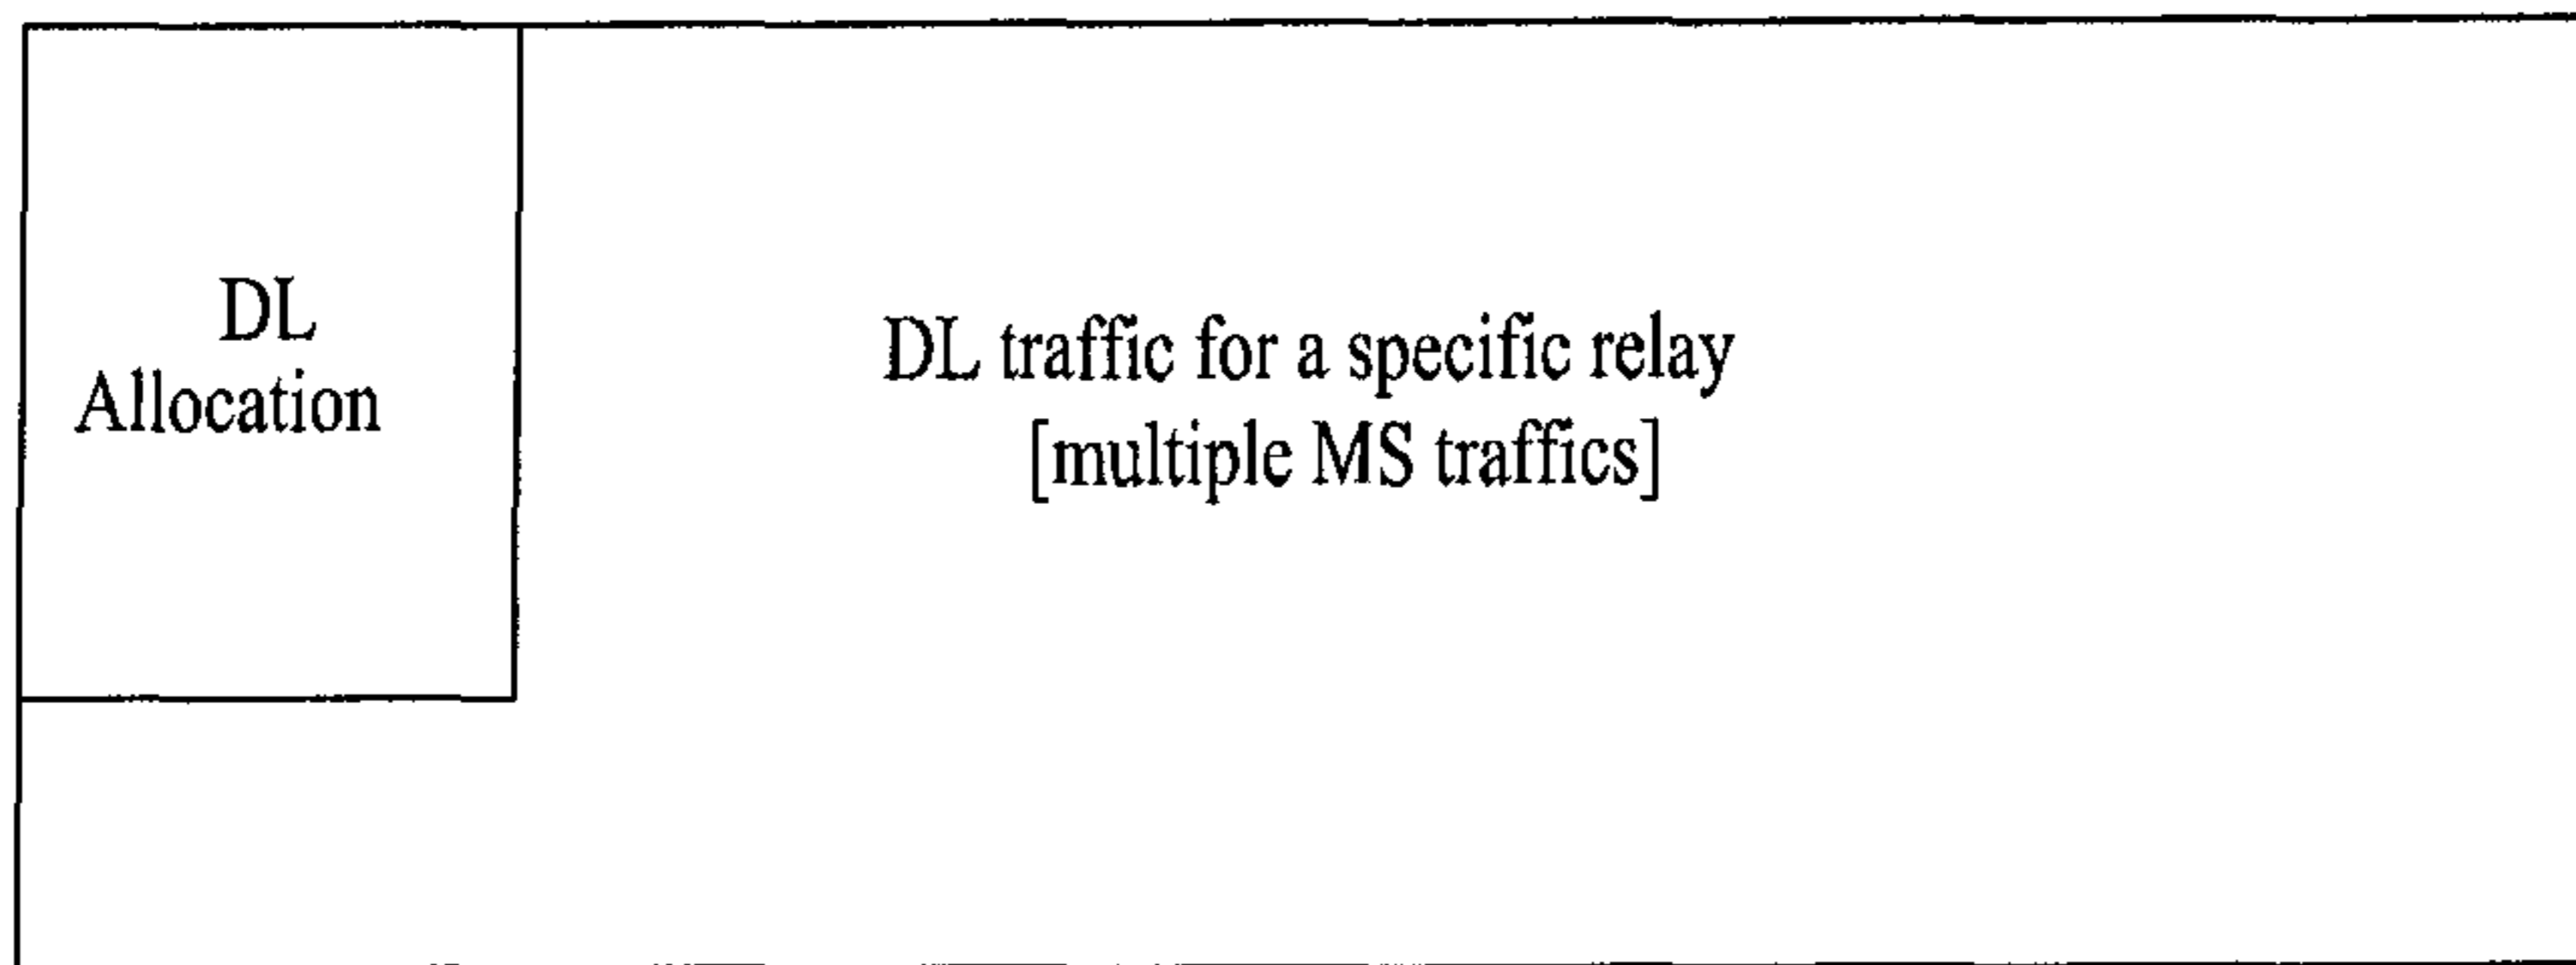 DL
Allocation
DL traffic for a specific relay
[multiple MS traffics]